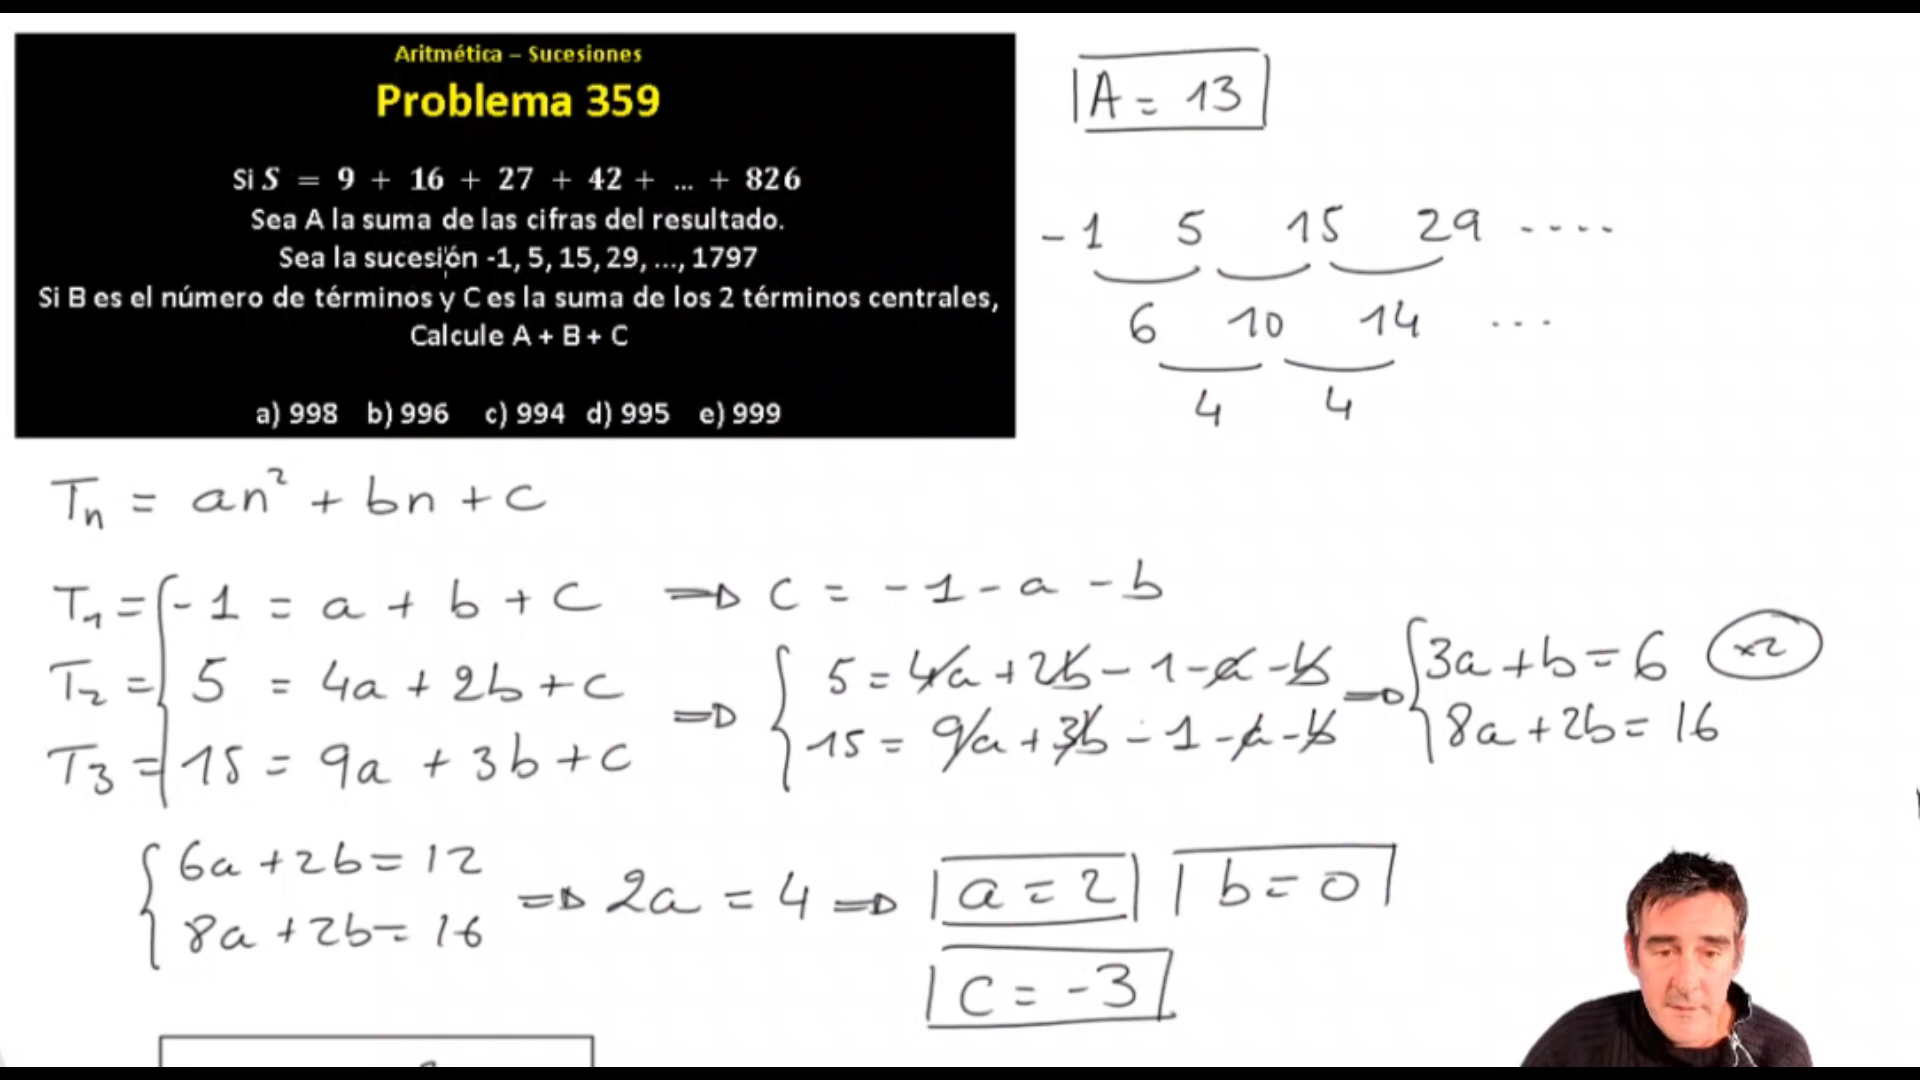 Aritmética – Sucesiones
Problema 359
Si S = 9 + 16 + 27 + 42 + ... + 826
Sea A la suma de las cifras del resultado.
Sea la sucesión -1, 5, 15, 29, ..., 1797
Si B es el número de términos y C es la suma de los 2 términos centrales,
Calcule A + B + C
a) 998 b) 996 c) 994 d) 995 e) 999
A = 13
-1 5 15 29 ....
6 10 14 ...
4 4
Tn = an² + bn + c
T1 = -1 = a + b + c ⇒ c = -1 - a - b
T2 = 5 = 4a + 2b + c ⇒ 5 = 4a + 2b - 1 - a - b ⇒ 3a + b = 6 x2
T3 = 15 = 9a + 3b + c 15 = 9a + 3b - 1 - a - b 8a + 2b = 16
6a + 2b = 12
8a + 2b = 16 ⇒ 2a = 4 ⇒ a = 2 b = 0
c = -3